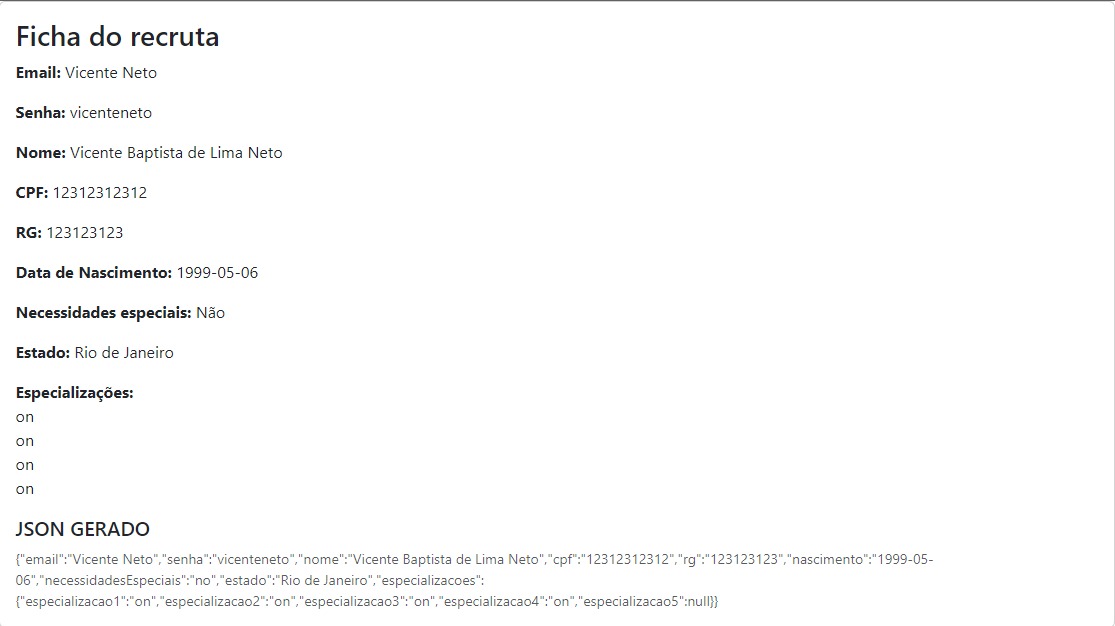 Ficha do recruta
Email: Vicente Neto
Senha: vicenteneto
Nome: Vicente Baptista de Lima Neto
CPF: 12312312312
RG: 123123123
Data de Nascimento: 1999-05-06
Necessidades especiais: Não
Estado: Rio de Janeiro
Especializações:
on
on
on
on
JSON GERADO
{"email":"Vicente Neto","senha":"vicenteneto","nome":"Vicente Baptista de Lima Neto","cpf":"12312312312","rg":"123123123","nascimento":"1999-05-
06","necessidadesEspeciais":"no","estado":"Rio de Janeiro","especializacoes":
{"especializacao1":"on","especializacao2":"on","especializacao3":"on","especializacao4":"on","especializacao5":null}}